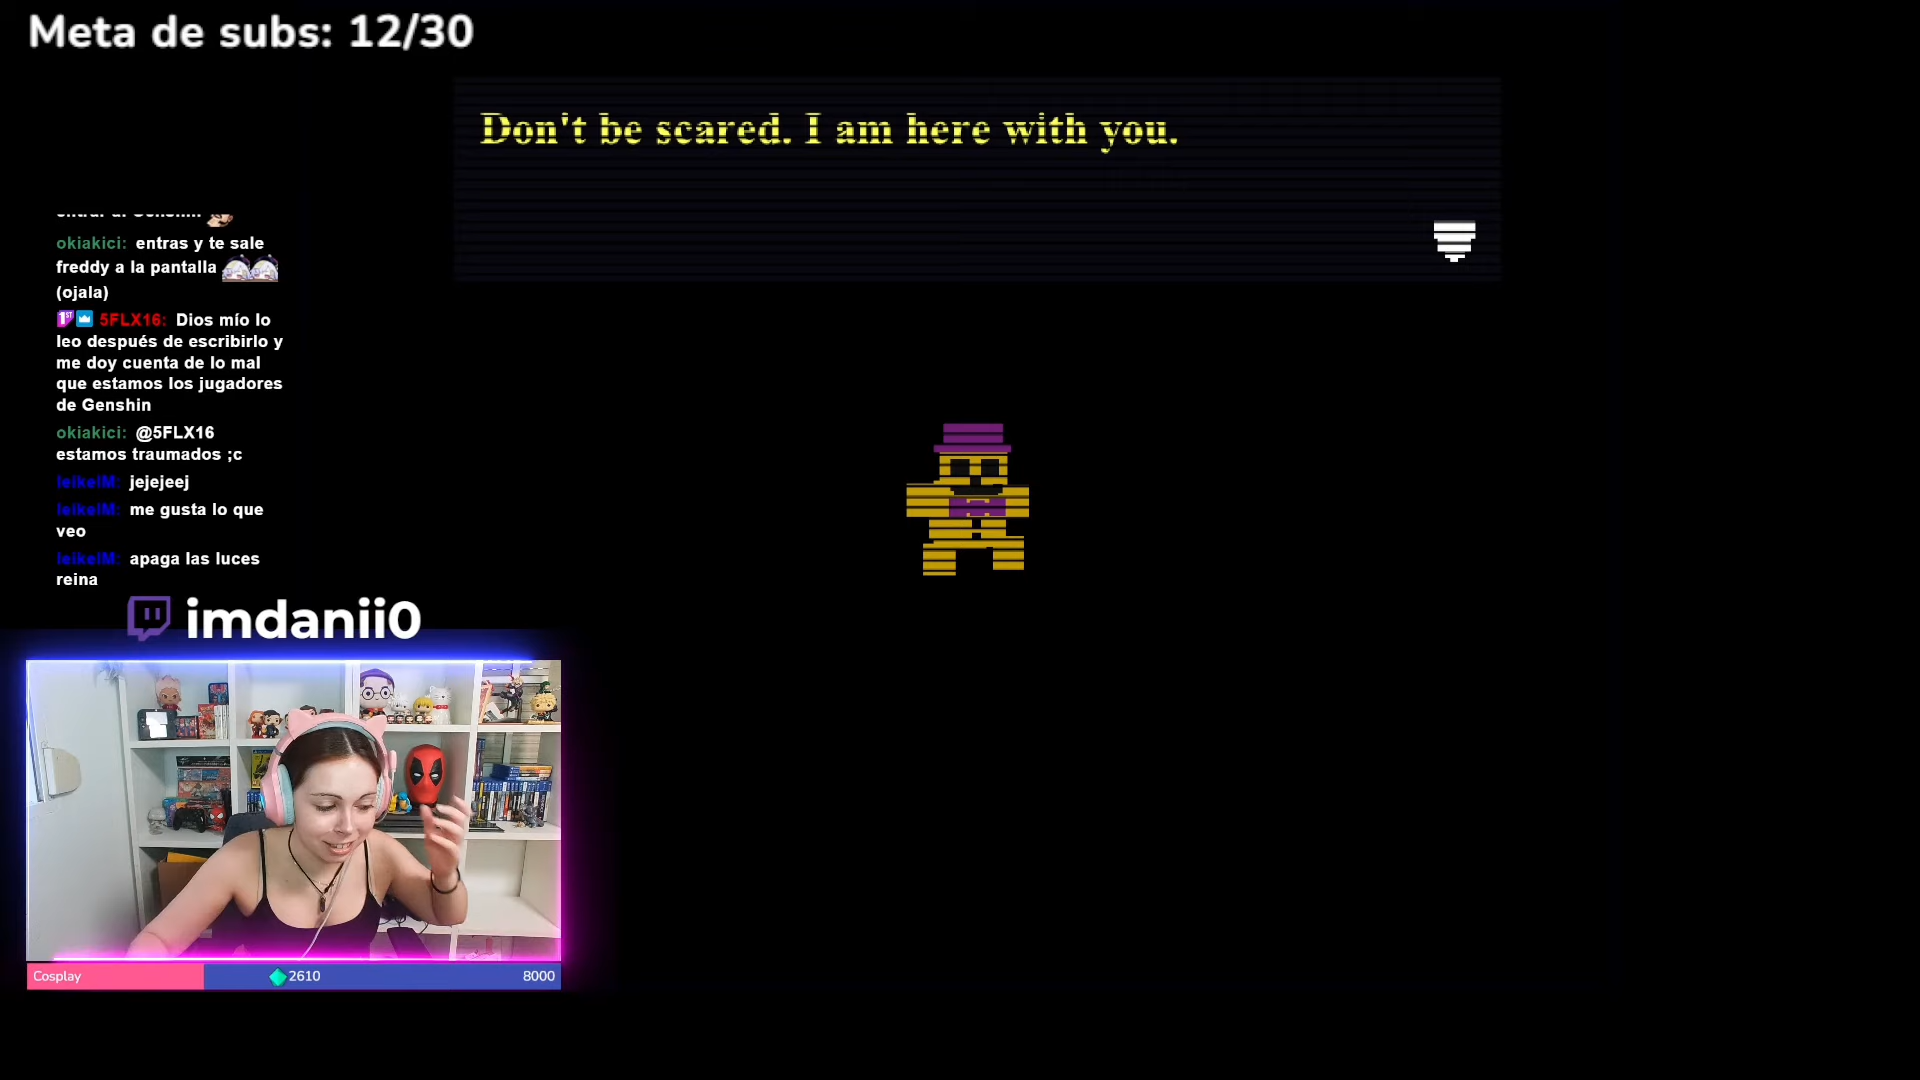 Meta de subs: 12/30
Don't be scared. I am here with you.
okiakici: entras y te sale
freddy a la pantalla
(ojala)
5FLX16: Dios mío lo
leo después de escribirlo y
me doy cuenta de lo mal
que estamos los jugadores
de Genshin
okiakici: @5FLX16
estamos traumados ;c
leikelM: jejejeej
leikelM: me gusta lo que
veo
leikelM: apaga las luces
reina
imdanii0
Cosplay 2610 8000